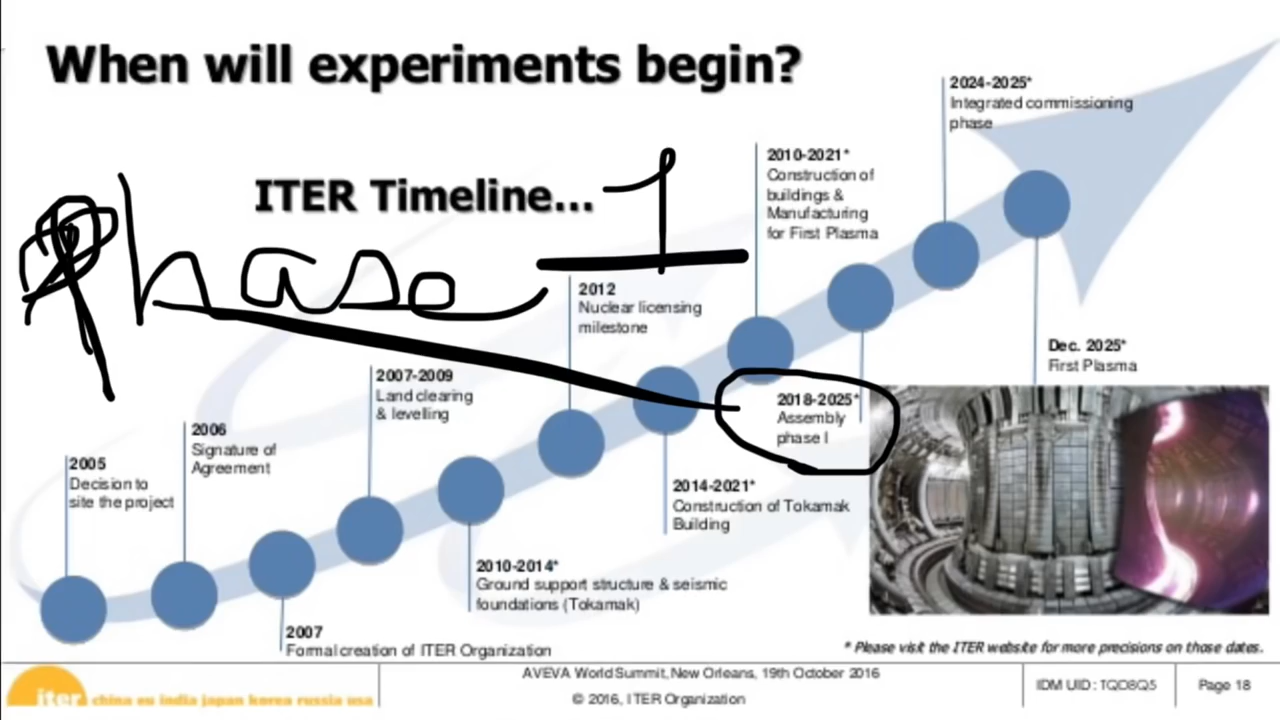 When will experiments begin?
ITER Timeline...
Phase 1
2005
Decision to
site the project
2006
Signature of
Agreement
2007
Formal creation of ITER Organization
2007-2009
Land clearing
& levelling
2010-2014*
Ground support structure & seismic
foundations (Tokamak)
2012
Nuclear licensing
milestone
2014-2021*
Construction of Tokamak
Building
2010-2021*
Construction of
buildings &
Manufacturing
for First Plasma
2018-2025*
Assembly
phase I
2024-2025*
Integrated commissioning
phase
Dec. 2025*
First Plasma
* Please visit the ITER website for more precisions on those dates.
iter china eu india japan korea russia usa
AVEVA World Summit, New Orleans, 19th October 2016
© 2016, ITER Organization
IDM UID: TQD8Q5
Page 18